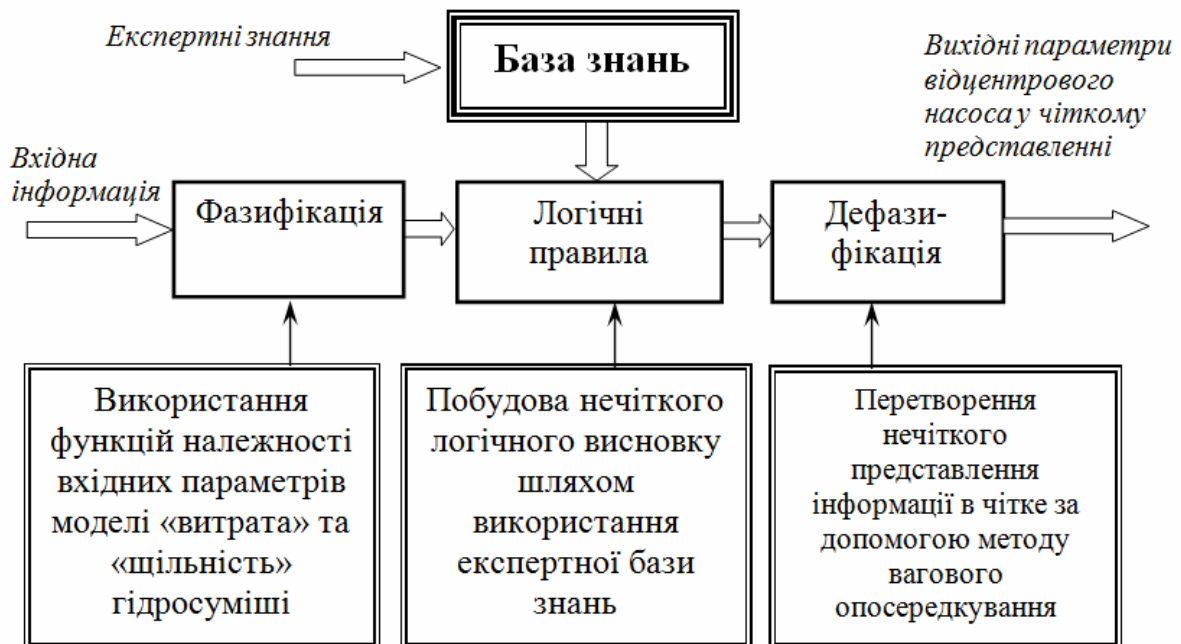 Експертні знання
База знань
Вихідні параметри
відцентрового
насоса у чіткому
представленні
Вхідна
інформація
Фазифікація
Логічні
правила
Дефази-
фікація
Використання
функцій належності
вхідних параметрів
моделі «витрата» та
«щільність»
гідросуміші
Побудова нечіткого
логічного висновку
шляхом
використання
експертної бази
знань
Перетворення
нечіткого
представлення
інформації в чітке за
допомогою методу
вагового
опосередкування